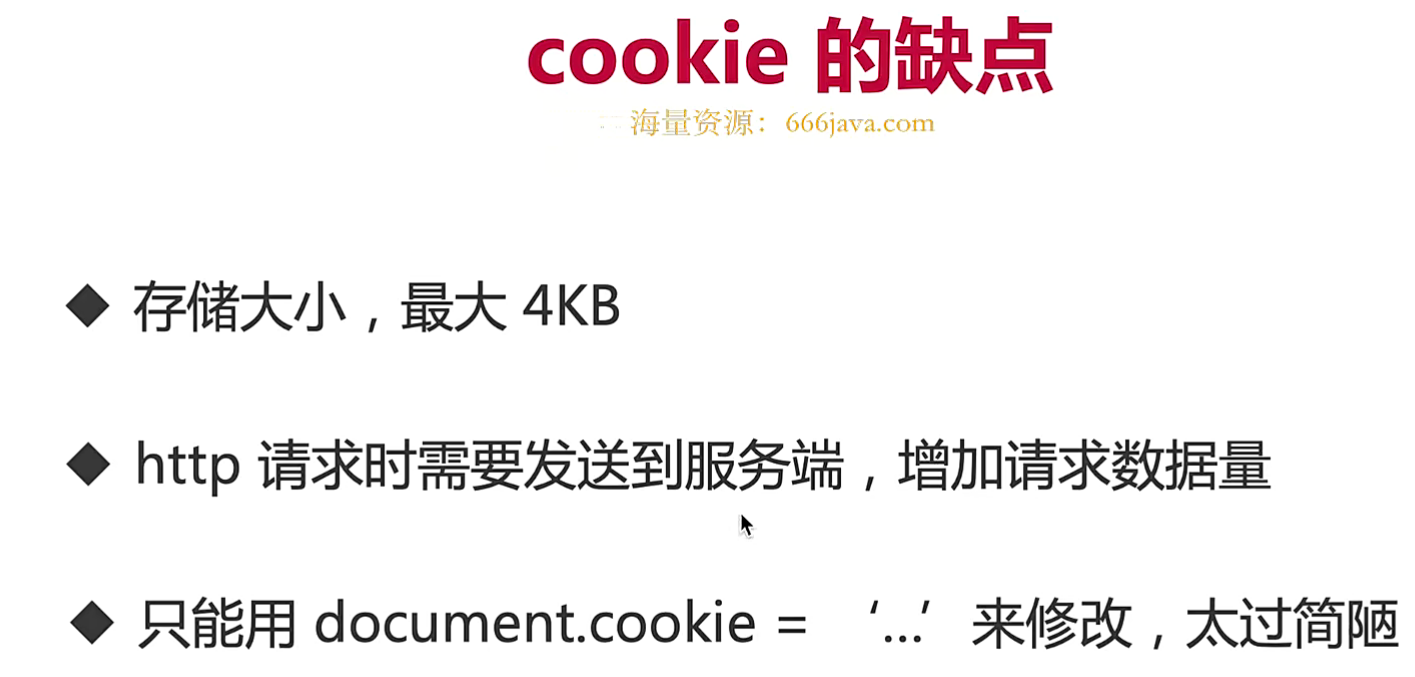 cookie 的缺点
海量资源：666java.com
存储大小，最大 4KB
http 请求时需要发送到服务端，增加请求数据量
只能用 document.cookie = ‘...’ 来修改，太过简陋